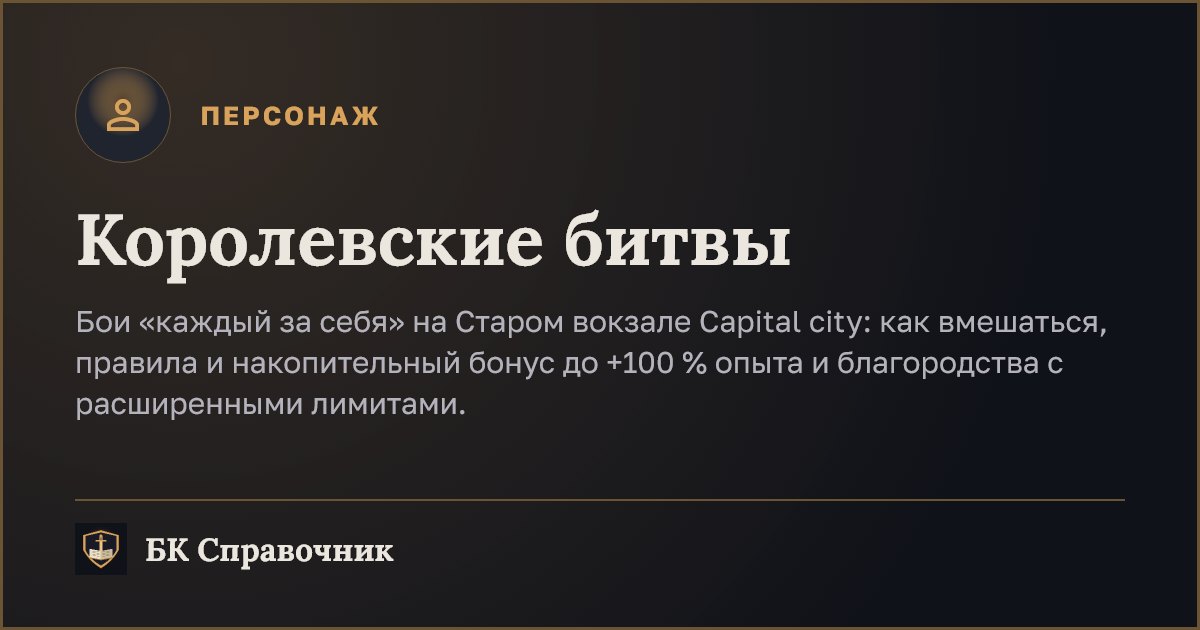 ПЕРСОНАЖ
Королевские битвы
Бои «каждый за себя» на Старом вокзале Capital city: как вмешаться,
правила и накопительный бонус до +100 % опыта и благородства с
расширенными лимитами.
БК Справочник